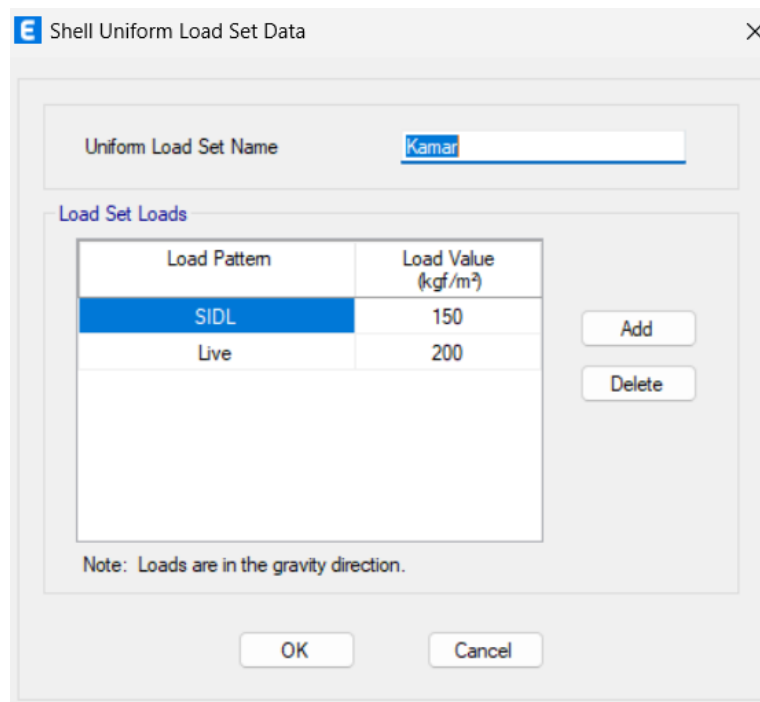 Shell Uniform Load Set Data
Uniform Load Set Name Kamar
Load Set Loads
Load Pattern Load Value
(kgf/m²)
SIDL 150
Live 200
Add
Delete
Note: Loads are in the gravity direction.
OK Cancel